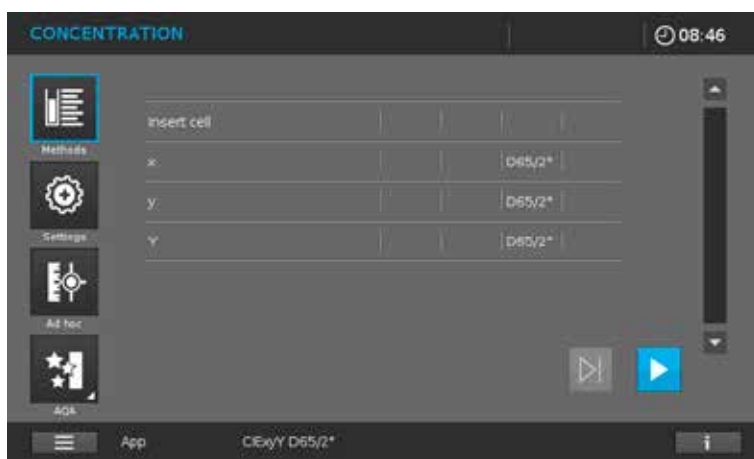 CONCENTRATION 08:46
Methods
Insert cell
x D65/2°
Settings
y D65/2°
Y D65/2°
Ad hoc
AQA
App CIExyY D65/2°
i